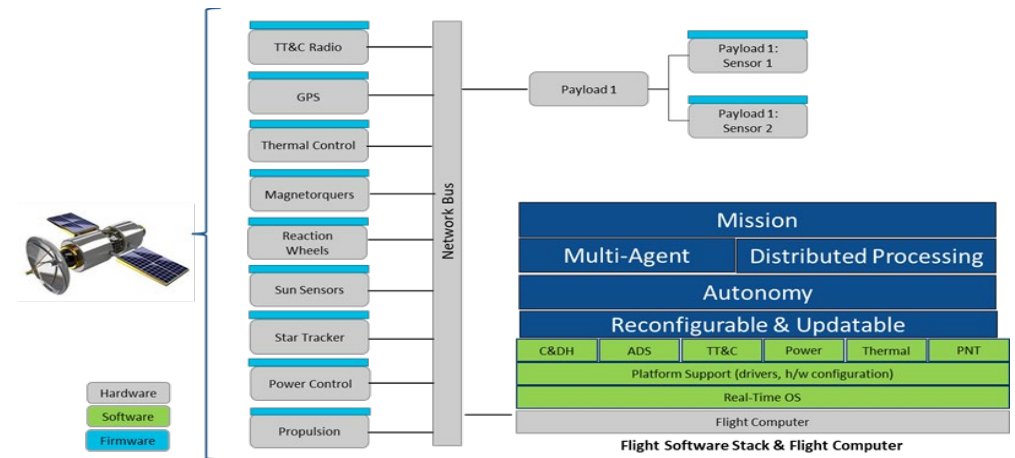 TT&C Radio
GPS
Thermal Control
Magnetorquers
Reaction
Wheels
Sun Sensors
Star Tracker
Power Control
Propulsion
Network Bus
Payload 1
Payload 1:
Sensor 1
Payload 1:
Sensor 2
Hardware
Software
Firmware
Mission
Multi-Agent
Distributed Processing
Autonomy
Reconfigurable & Updatable
C&DH
ADS
TT&C
Power
Thermal
PNT
Platform Support (drivers, h/w configuration)
Real-Time OS
Flight Computer
Flight Software Stack & Flight Computer